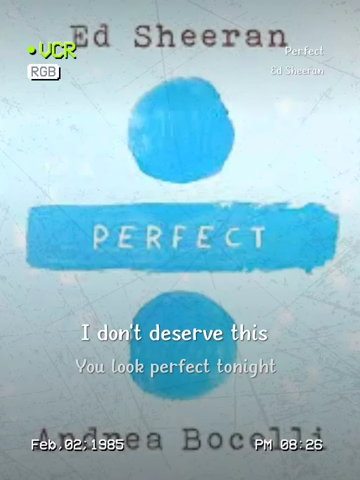 Ed Sheeran
VCR
Perfect
RGB
Ed Sheeran
PERFECT
I don't deserve this
You look perfect tonight
Andrea Bocelli
Feb.02;1985
PM 08:26